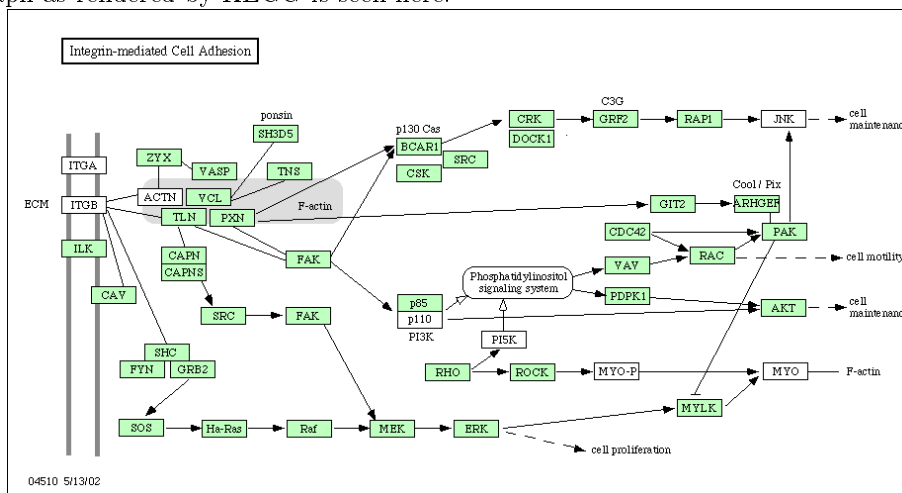 aph as rendered by KEGG is seen here.
Integrin-mediated Cell Adhesion
C3G
ponsin
CRK
GRF2
RAP1
JNK
cell
maintenanc
p130 Cas
SH3D5
DOCK1
BCAR1
ZYX
SRC
ITGA
VASP
TNS
CSK
Cool / Pix
ACTN
VCL
ECM
ITGB
F-actin
GIT2
ARHGEF
TLN
PXN
CDC42
PAK
ILK
CAPN
FAK
RAC
cell motility
CAPNS
VAV
Phosphatidylinositol
signaling system
CAV
p85
PDPK1
cell
maintenanc
SRC
FAK
p110
AKT
PI3K
PI5K
SHC
FYN
GRB2
RHO
ROCK
MYO-P
MYO
F-actin
MYLK
SOS
Ha-Ras
Raf
MEK
ERK
cell proliferation
04510 5/13/02